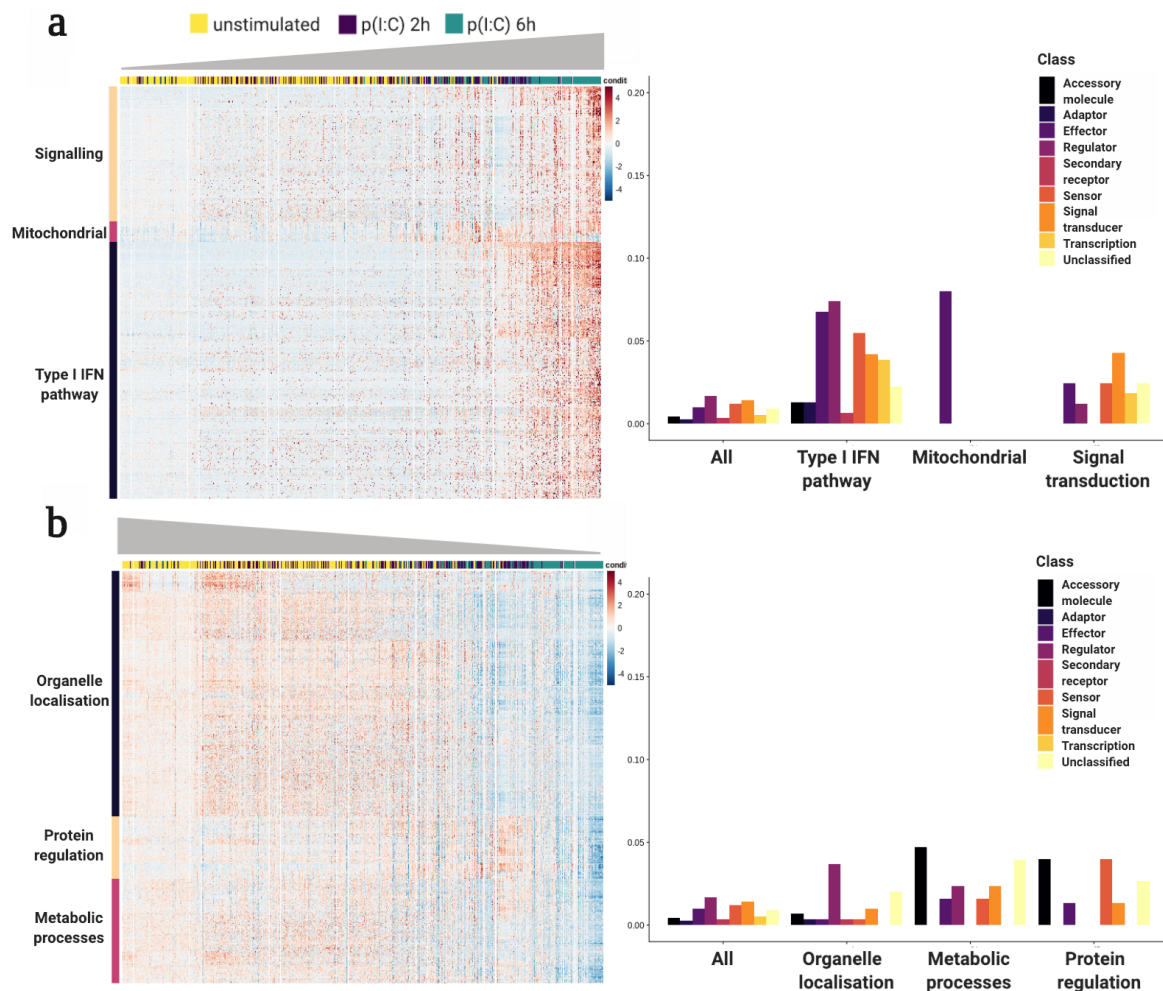 a
unstimulated p(I:C) 2h p(I:C) 6h
condit
4
2
0
-2
-4
Signalling
Mitochondrial
Type I IFN
pathway
0.20
0.15
0.10
0.05
0.00
All
Type I IFN
pathway
Mitochondrial
Signal
transduction
Class
Accessory
molecule
Adaptor
Effector
Regulator
Secondary
receptor
Sensor
Signal
transducer
Transcription
Unclassified
b
condit
4
2
0
-2
-4
Organelle
localisation
Protein
regulation
Metabolic
processes
0.20
0.15
0.10
0.05
0.00
All
Organelle
localisation
Metabolic
processes
Protein
regulation
Class
Accessory
molecule
Adaptor
Effector
Regulator
Secondary
receptor
Sensor
Signal
transducer
Transcription
Unclassified